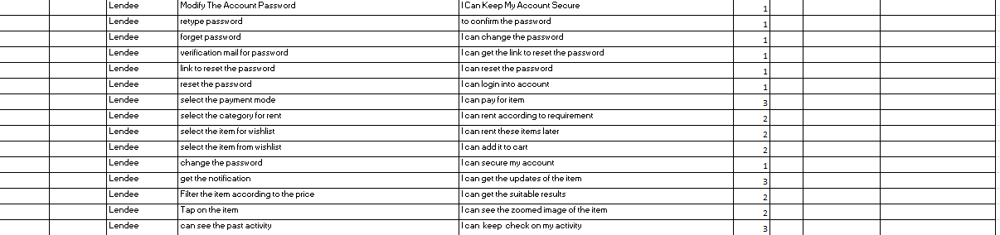 Lendee Modify The Account Password I Can Keep My Account Secure 1
Lendee retype password to confirm the password 1
Lendee forget password I can change the password 1
Lendee verification mail for password I can get the link to reset the password 1
Lendee link to reset the password I can reset the password 1
Lendee reset the password I can login into account 1
Lendee select the payment mode I can pay for item 3
Lendee select the category for rent I can rent according to requirement 2
Lendee select the item for wishlist I can rent these items later 2
Lendee select the item from wishlist I can add it to cart 2
Lendee change the password I can secure my account 1
Lendee get the notification I can get the updates of the item 3
Lendee Filter the item according to the price I can get the suitable results 2
Lendee Tap on the item I can see the zoomed image of the item 2
Lendee can see the past activity I can keep check on my activity 3